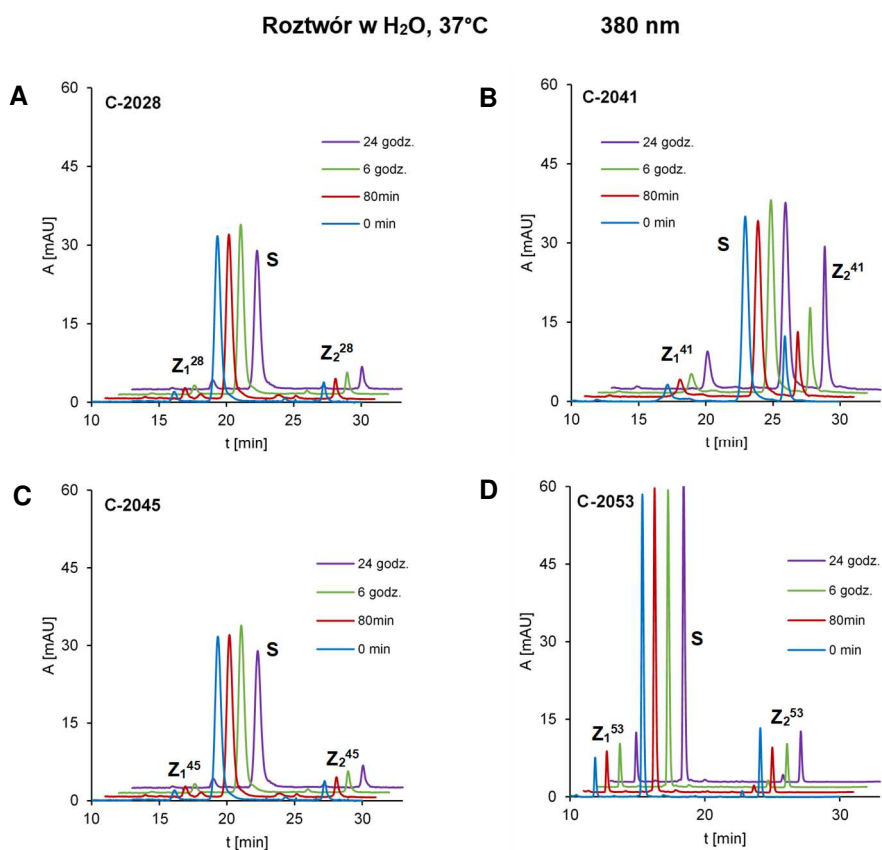 Roztwór w H₂O, 37°C 380 nm
A
C-2028
60
45
30
15
0
A [mAU]
24 godz.
6 godz.
80min
0 min
S
Z₁²⁸
Z₂²⁸
10 15 20 25 30
t [min]
B
C-2041
60
45
30
15
0
A [mAU]
24 godz.
6 godz.
80min
0 min
S
Z₂⁴¹
Z₁⁴¹
10 15 20 25 30
t [min]
C
C-2045
60
45
30
15
0
A [mAU]
24 godz.
6 godz.
80min
0 min
S
Z₁⁴⁵
Z₂⁴⁵
10 15 20 25 30
t [min]
D
C-2053
60
45
30
15
0
A [mAU]
24 godz.
6 godz.
80min
0 min
S
Z₁⁵³
Z₂⁵³
10 15 20 25 30
t [min]